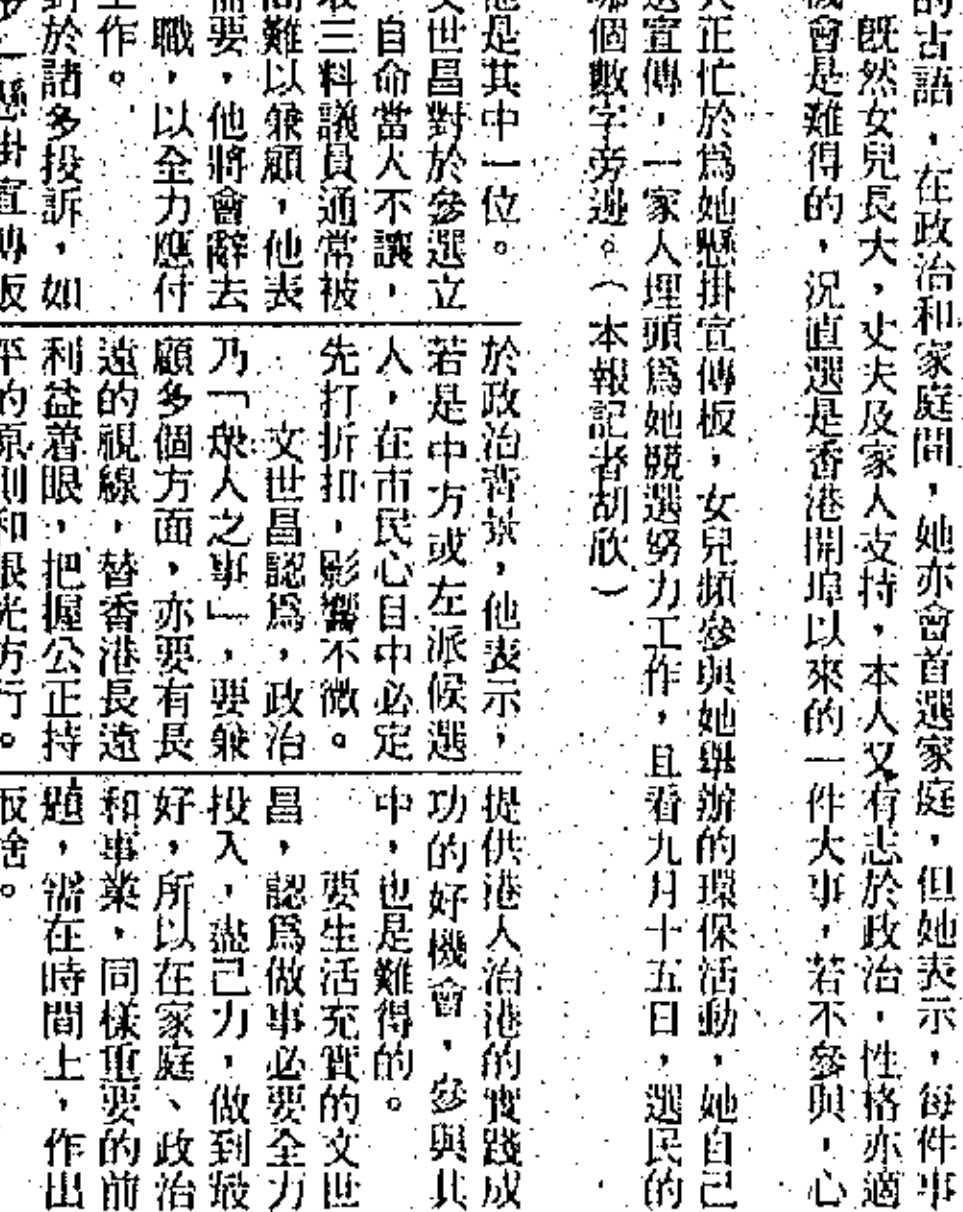 的古語，在政治和家庭間，她亦會首選家庭，但她表示，每件事
既然女兒長大，丈夫及家人支持，本人又有志於政治，性格亦適
機會是難得的，況直選是香港開埠以來的一件大事，若不參與，心
正忙於爲她懸掛宣傳板，女兒頻參與她舉辦的環保活動，她自己
選宣傳，一家人埋頭爲她競選努力工作，且看九月十五日，選民的
哪個數字旁邊。（本報記者胡欣）
他是其中一位。
文世昌對於參選立
自命當人不讓，
三料議員通常被
難以兼顧，他表
需要，他將會辭去
職，以全力應付
工作。
對於諸多投訴，如
懸掛宣傳板
於政治背景，他表示，
若是中方或左派候選
人，在市民心目中必定
先打折扣，影響不微。
文世昌認爲，政治
乃「衆人之事」，要兼
顧多個方面，亦要有長
遠的視線，替香港長遠
利益着眼，把握公正持
平的原則和眼光方行。
提供港人治港的實踐成
功的好機會，參與其
中，也是難得的。
要生活充實的文世
昌，認爲做事必要全力
投入，盡己力，做到最
好，所以在家庭、政治
和事業，同樣重要的前
題，需在時間上，作出
取捨。